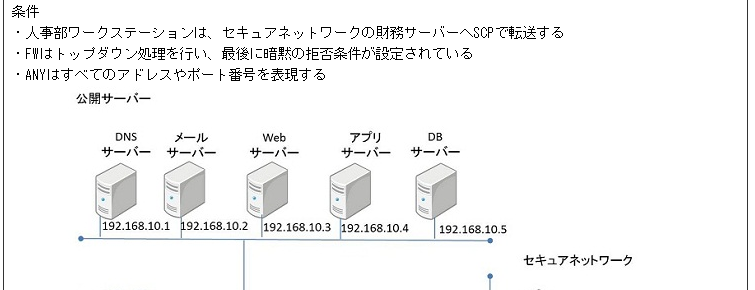 条件
・人事部ワークステーションは、セキュアネットワークの財務サーバーへSCPで転送する
・FWはトップダウン処理を行い、最後に暗黙の拒否条件が設定されている
・ANYはすべてのアドレスやポート番号を表現する
公開サーバー
DNS メール Web アプリ DB
サーバー サーバー サーバー サーバー サーバー
192.168.10.1 192.168.10.2 192.168.10.3 192.168.10.4 192.168.10.5
セキュアネットワーク